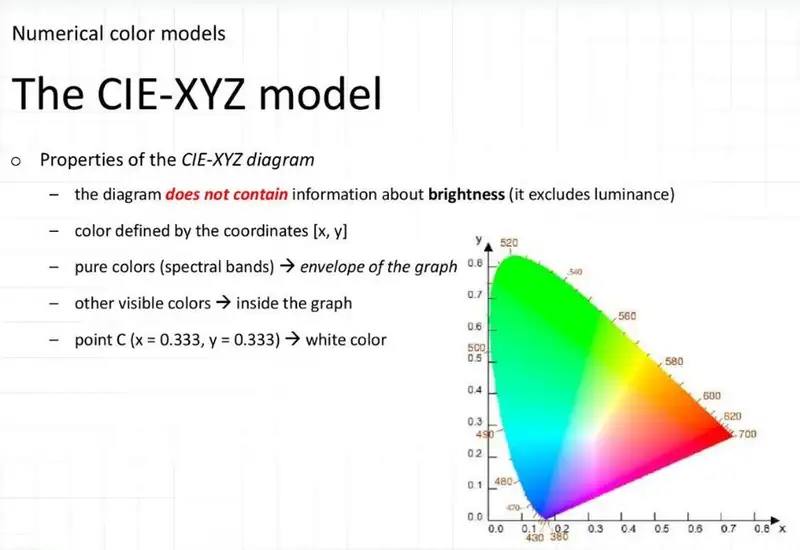 Numerical color models
The CIE-XYZ model
o Properties of the CIE-XYZ diagram
– the diagram does not contain information about brightness (it excludes luminance)
– color defined by the coordinates [x, y]
– pure colors (spectral bands) → envelope of the graph
– other visible colors → inside the graph
– point C (x = 0.333, y = 0.333) → white color
y
520
0.8
540
0.7
560
0.6
500
0.5
580
0.4
600
620
0.3
490
700
0.2
480
0.1
470
0.0
0.0 0.1 0.2 0.3 0.4 0.5 0.6 0.7 0.8 x
430 380